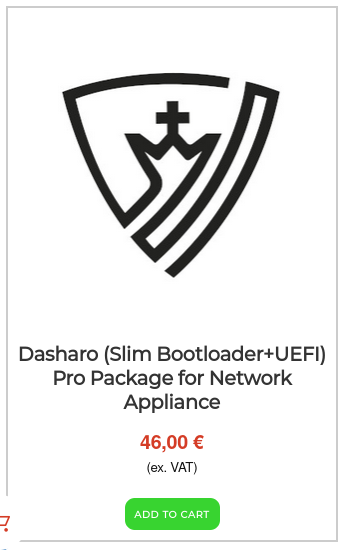 Dasharo (Slim Bootloader+UEFI)
Pro Package for Network
Appliance
46,00 €
(ex. VAT)
ADD TO CART